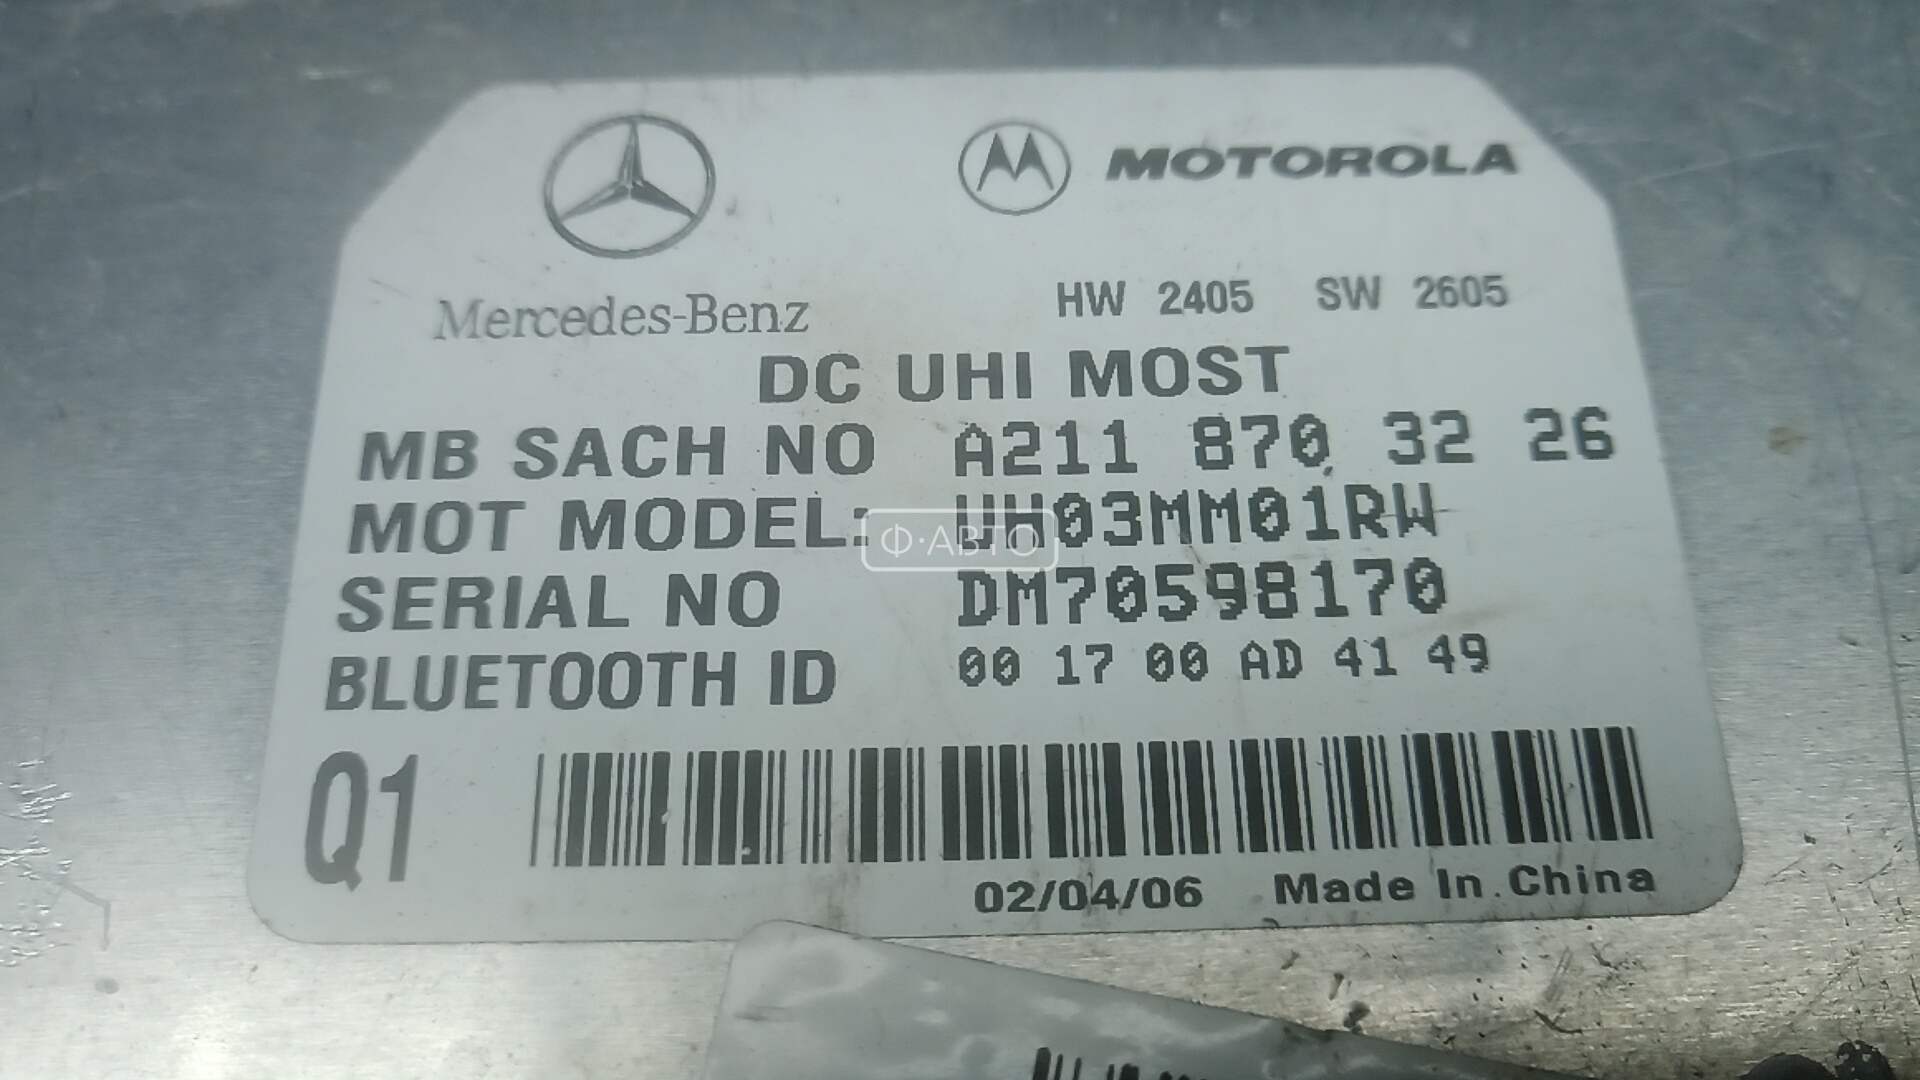 MOTOROLA
Mercedes-Benz
HW 2405 SW 2605
DC UHI MOST
MB SACH NO A211 870 32 26
MOT MODEL: UH03MM01RW
Ф·АВТО
SERIAL NO DM70598170
BLUETOOTH ID 00 17 00 AD 41 49
Q1
02/04/06 Made In China